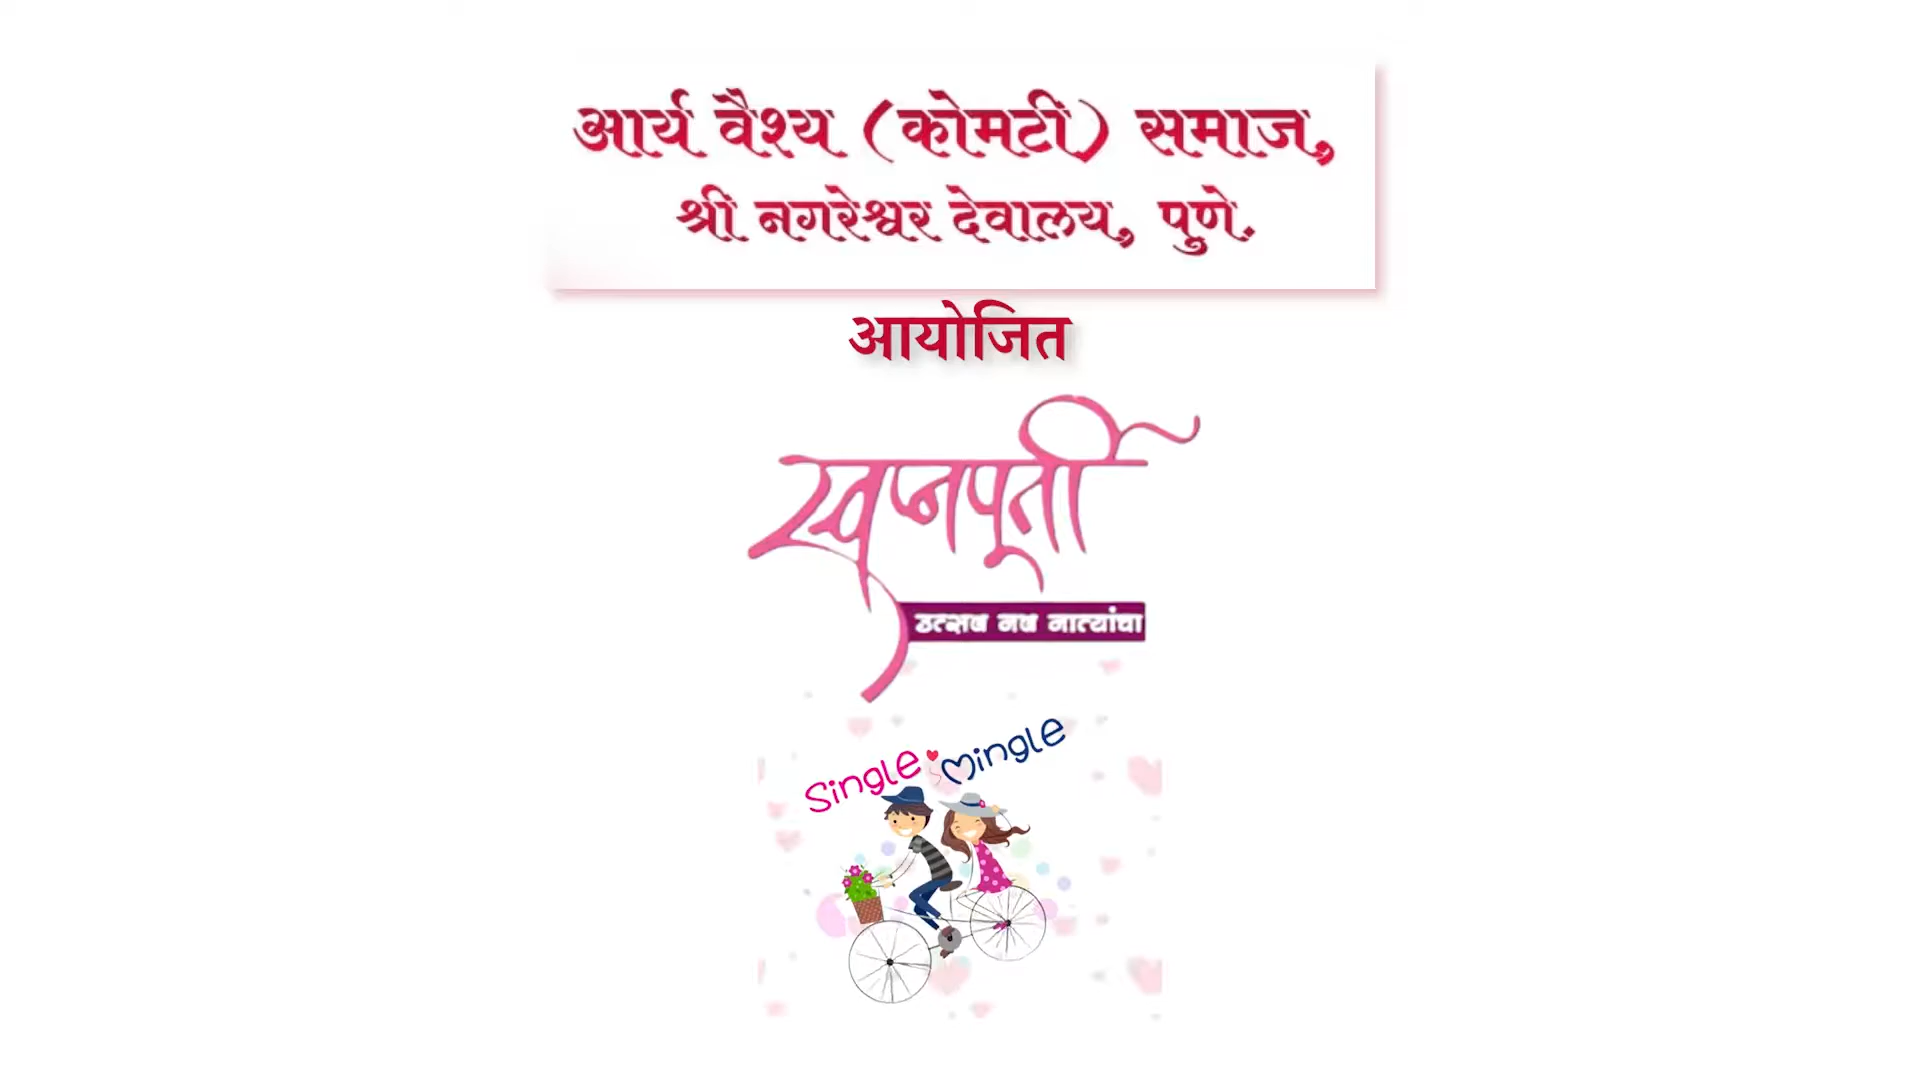 आर्य वैश्य (कोमटी) समाज,
श्री नगरेश्वर देवालय, पुणे.
आयोजित
स्वप्नपूर्ती
उत्सव नव नात्यांचा
Single Mingle